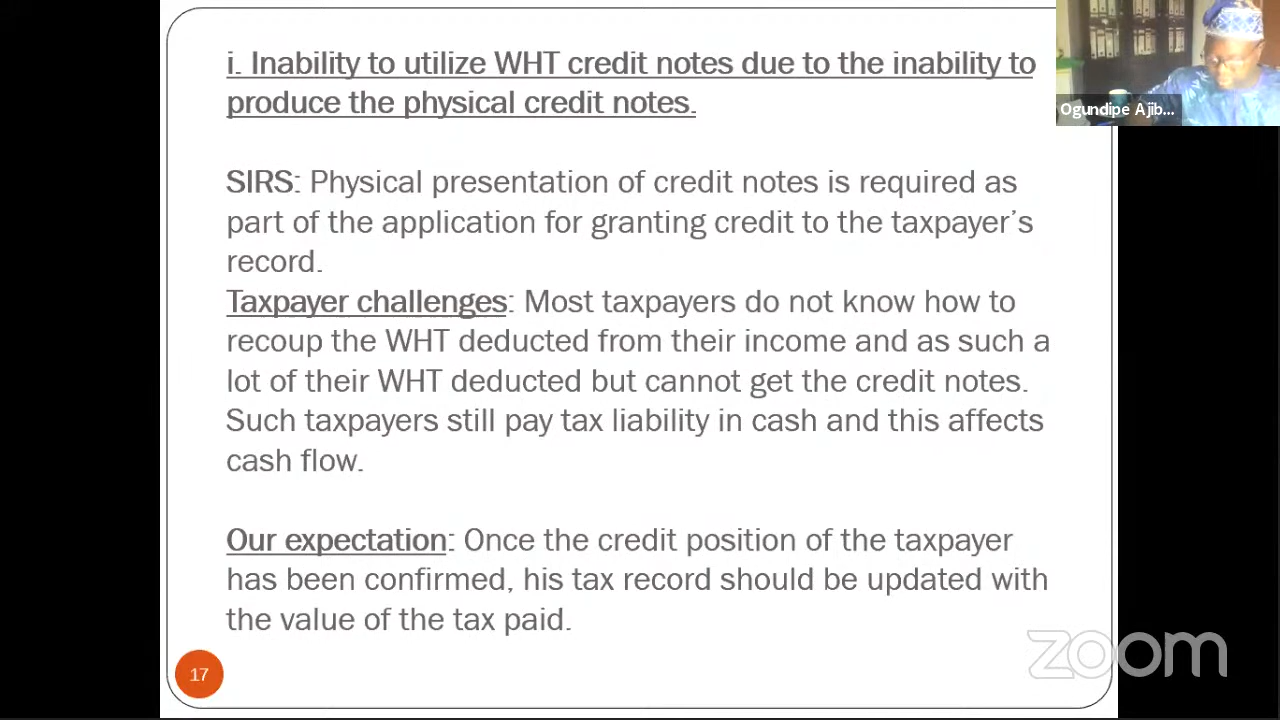 i. Inability to utilize WHT credit notes due to the inability to
produce the physical credit notes.
Ogundipe Ajib...
SIRS: Physical presentation of credit notes is required as
part of the application for granting credit to the taxpayer’s
record.
Taxpayer challenges: Most taxpayers do not know how to
recoup the WHT deducted from their income and as such a
lot of their WHT deducted but cannot get the credit notes.
Such taxpayers still pay tax liability in cash and this affects
cash flow.
Our expectation: Once the credit position of the taxpayer
has been confirmed, his tax record should be updated with
the value of the tax paid.
17
zoom